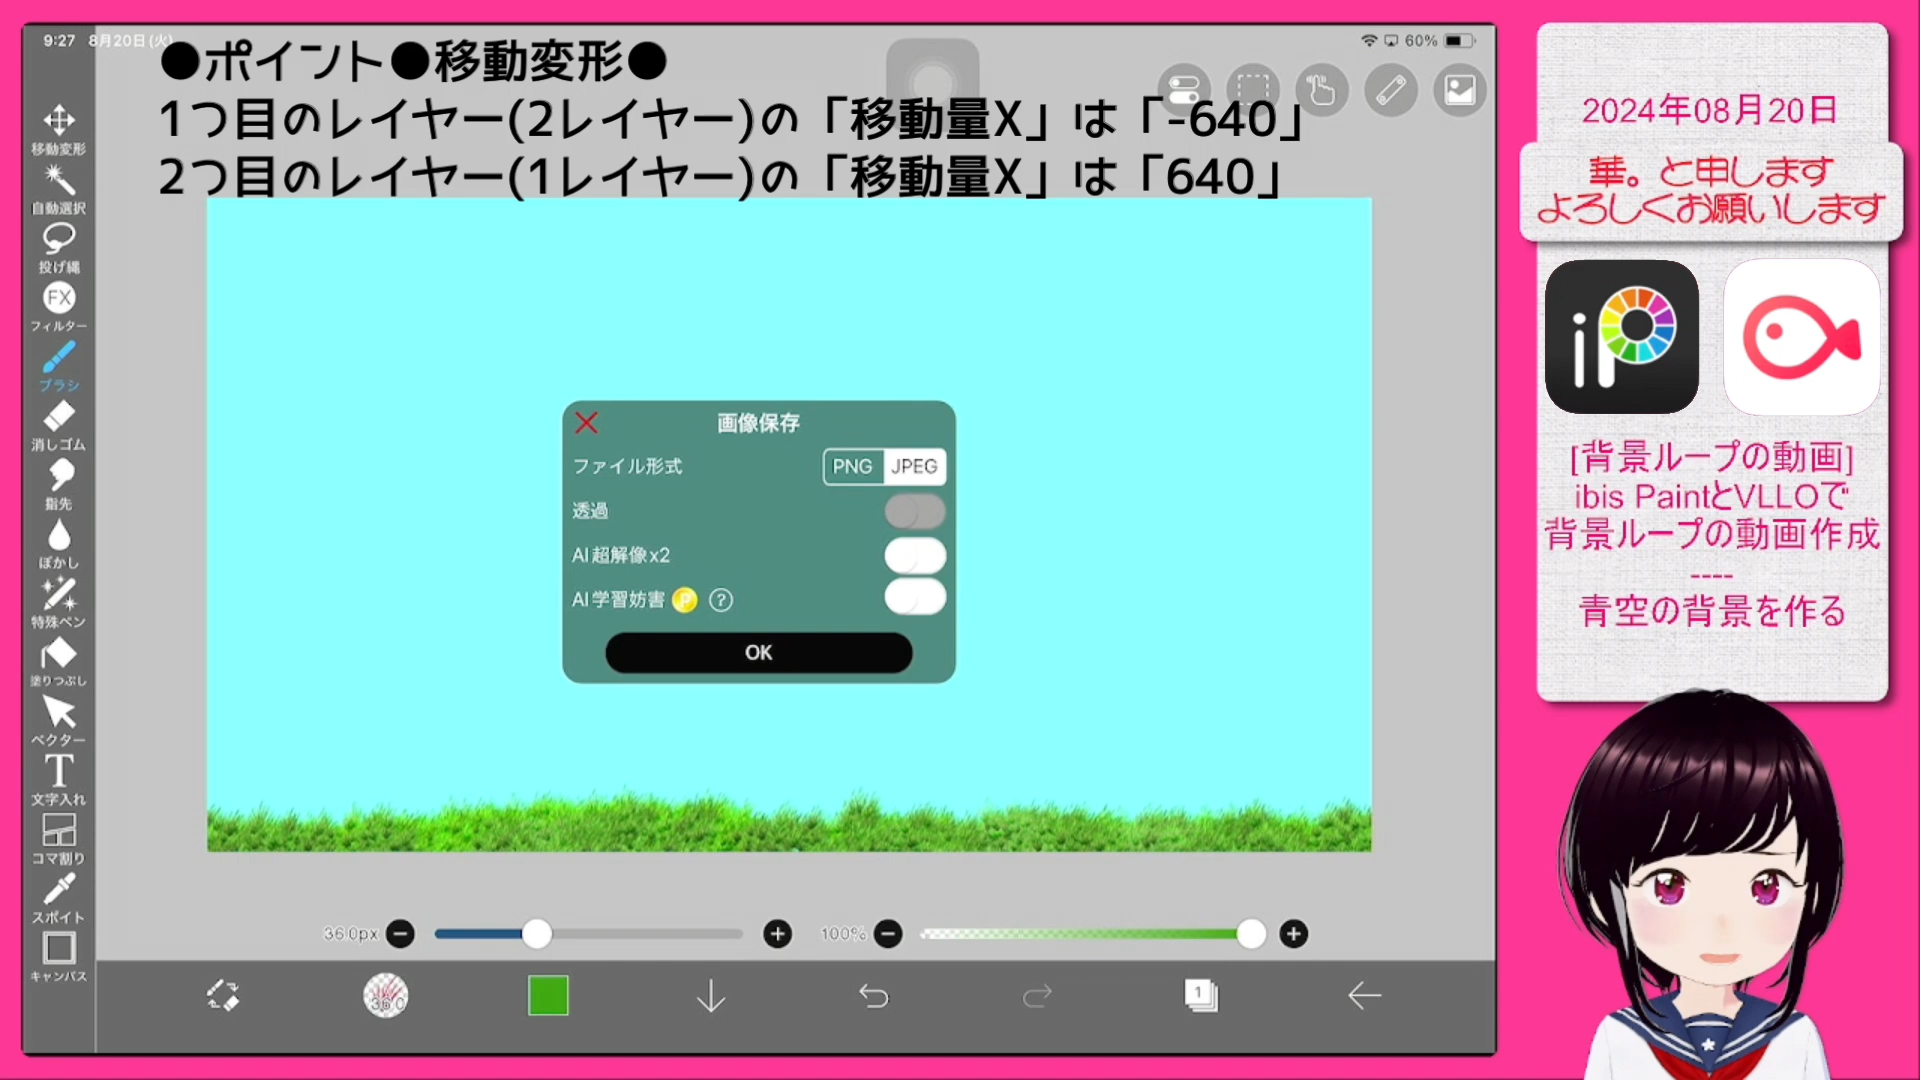 9:27 8月20日(火)
60%
●ポイント●移動変形●
1つ目のレイヤー(2レイヤー)の「移動量X」は「-640」
2つ目のレイヤー(1レイヤー)の「移動量X」は「640」
移動変形
自動選択
投げ縄
FX
フィルター
ブラシ
消しゴム
指先
ぼかし
特殊ペン
塗りつぶし
ベクター
T
文字入れ
コマ割り
スポイト
キャンバス
画像保存
ファイル形式
PNG JPEG
透過
AI超解像x2
AI学習妨害 P ?
OK
36.0px
100%
36.0
1
2024年08月20日
華。と申します
よろしくお願いします
iP
[背景ループの動画]
ibis PaintとVLLOで
背景ループの動画作成
----
青空の背景を作る